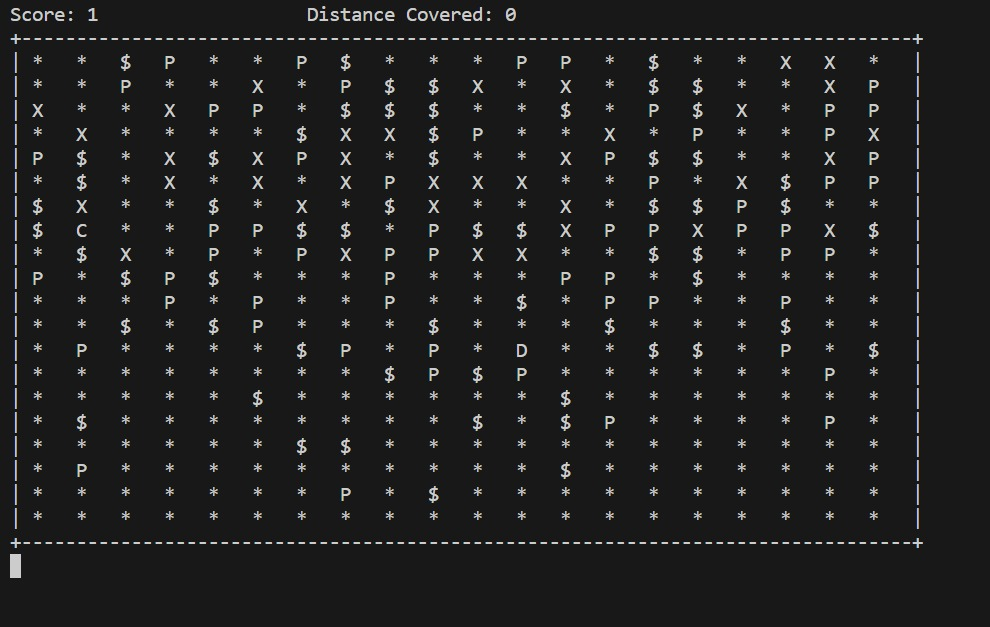 Score: 1                   Distance Covered: 0
+---------------------------------------------------------------------------------+
| *   *   $   P   *   *   P   $   *   *   *   P   P   *   $   *   *   X   X   *   |
| *   *   P   *   *   X   *   P   $   $   X   *   X   *   $   $   *   *   X   P   |
| X   *   *   X   P   P   *   $   $   $   *   *   $   *   P   $   X   *   P   P   |
| *   X   *   *   *   *   $   X   X   $   P   *   *   X   *   P   *   *   P   X   |
| P   $   *   X   $   X   P   X   *   $   *   *   X   P   $   $   *   *   X   P   |
| *   $   *   X   *   X   *   X   P   X   X   X   *   *   P   *   X   $   P   P   |
| $   X   *   *   $   *   X   *   $   X   *   *   X   *   $   $   P   $   *   *   |
| $   C   *   *   P   P   $   $   *   P   $   $   X   P   P   X   P   P   X   $   |
| *   $   X   *   P   *   P   X   P   P   X   X   *   *   $   $   *   P   P   *   |
| P   *   $   P   $   *   *   *   P   *   *   *   P   P   *   $   *   *   *   *   |
| *   *   *   P   *   P   *   *   P   *   *   $   *   P   P   *   *   P   *   *   |
| *   *   $   *   $   P   *   *   *   $   *   *   *   $   *   *   *   $   *   *   |
| *   P   *   *   *   *   $   P   *   P   *   D   *   *   $   $   *   P   *   $   |
| *   *   *   *   *   *   *   *   $   P   $   P   *   *   *   *   *   *   P   *   |
| *   *   *   *   *   $   *   *   *   *   *   *   $   *   *   *   *   *   *   *   |
| *   $   *   *   *   *   *   *   *   *   $   *   $   P   *   *   *   *   P   *   |
| *   *   *   *   *   *   $   $   *   *   *   *   *   *   *   *   *   *   *   *   |
| *   P   *   *   *   *   *   *   *   *   *   *   $   *   *   *   *   *   *   *   |
| *   *   *   *   *   *   *   P   *   $   *   *   *   *   *   *   *   *   *   *   |
| *   *   *   *   *   *   *   *   *   *   *   *   *   *   *   *   *   *   *   *   |
+---------------------------------------------------------------------------------+